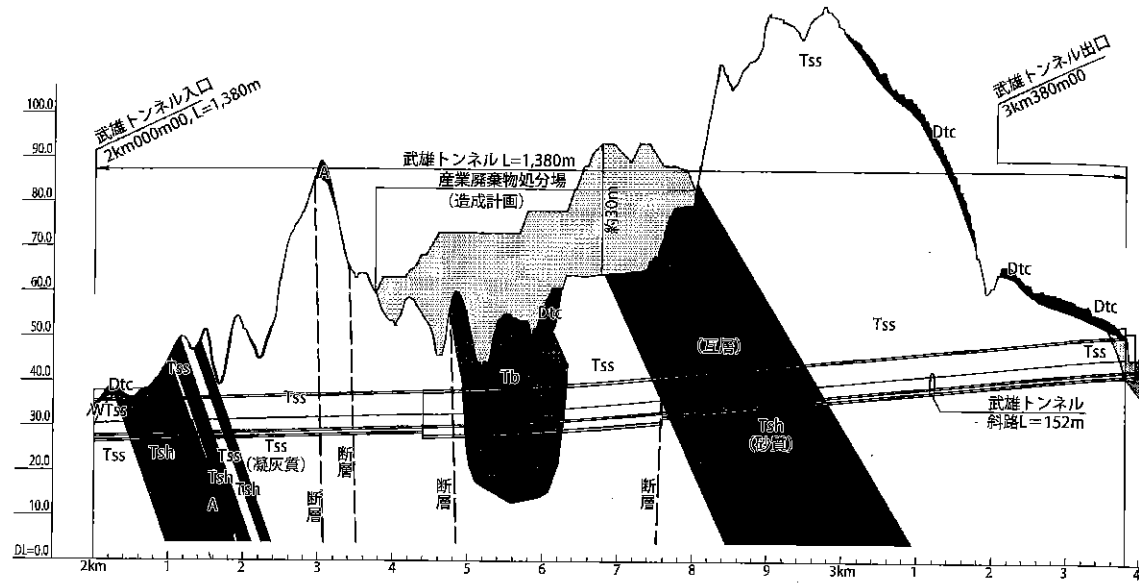 武雄トンネル入口
2km000m00, L=1,380m
武雄トンネル出口
3km380m00
Tss
Dtc
武雄トンネル L=1,380m
産業廃棄物処分場
(造成計画)
約30m
A
100.0
90.0
80.0
70.0
60.0
50.0
40.0
30.0
20.0
10.0
DL=0.0
Dtc
Dtc
Dtc
Tss
Tss
Tss
Tss
Tss
Tb
(互層)
Dtc
WTss
Tss
Tsh
Tss
Tss
(凝灰質)
Tsh
Tsh
A
Tsh
(砂質)
武雄トンネル
斜路L=152m
断層
断層
断層
断層
2km
1
2
3
4
5
6
7
8
9
3km
1
2
3
4